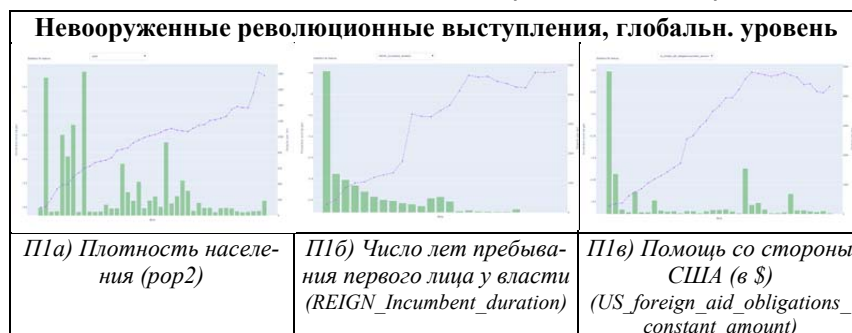 Невооруженные революционные выступления, глобальн. уровень
П1а) Плотность населе-
ния (pop2)
П1б) Число лет пребыва-
ния первого лица у власти
(REIGN_Incumbent_duration)
П1в) Помощь со стороны
США (в $)
(US_foreign_aid_obligations_
constant_amount)